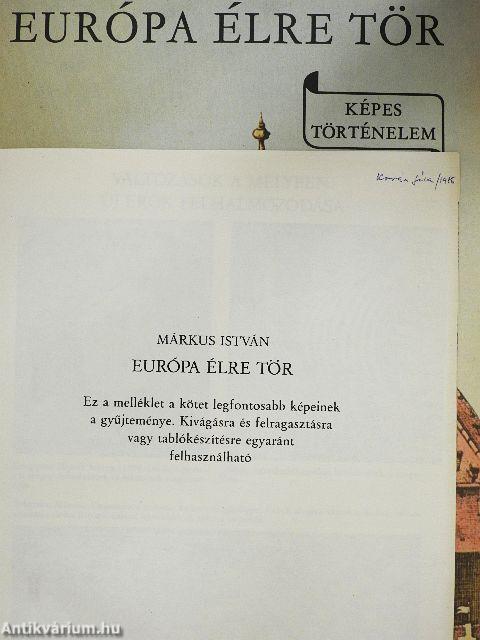 EURÓPA ÉLRE TÖR
KÉPES
TÖRTÉNELEM
/1986
MÁRKUS ISTVÁN
EURÓPA ÉLRE TÖR
Ez a melléklet a kötet legfontosabb képeinek
a gyűjteménye. Kivágásra és felragasztásra
vagy tablókészítésre egyaránt
felhasználható
Antikvárium.hu